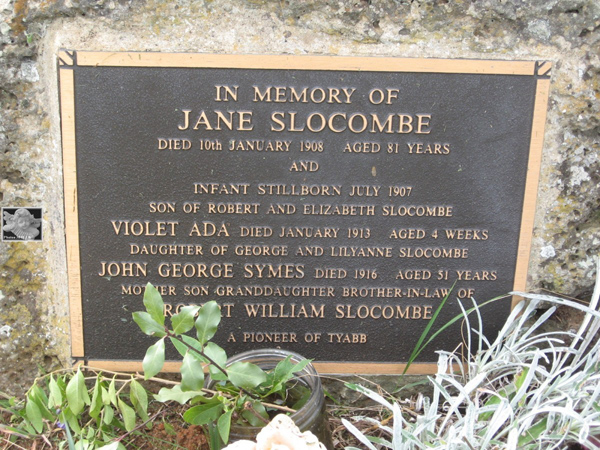 IN MEMORY OF
JANE SLOCOMBE
DIED 10th JANUARY 1908 AGED 81 YEARS
AND
INFANT STILLBORN JULY 1907
SON OF ROBERT AND ELIZABETH SLOCOMBE
VIOLET ADA DIED JANUARY 1913 AGED 4 WEEKS
DAUGHTER OF GEORGE AND LILYANNE SLOCOMBE
JOHN GEORGE SYMES DIED 1916 AGED 51 YEARS
MOTHER SON GRANDDAUGHTER BROTHER-IN-LAW OF
ROBERT WILLIAM SLOCOMBE
A PIONEER OF TYABB